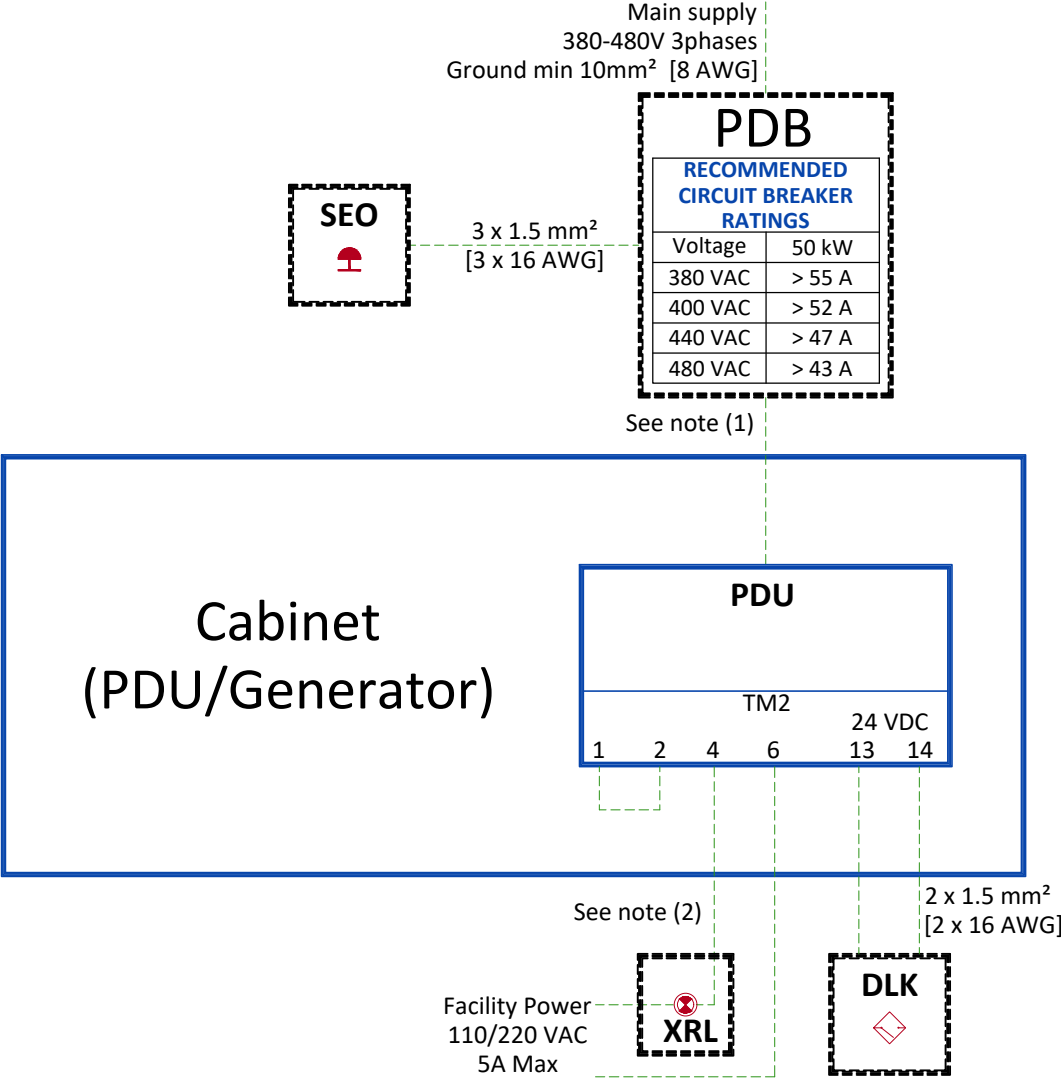 Main supply
380-480V 3phases
Ground min 10mm² [8 AWG]
PDB
RECOMMENDED
CIRCUIT BREAKER
RATINGS
Voltage 50 kW
380 VAC > 55 A
400 VAC > 52 A
440 VAC > 47 A
480 VAC > 43 A
SEO
3 x 1.5 mm²
[3 x 16 AWG]
See note (1)
Cabinet
(PDU/Generator)
PDU
TM2
24 VDC
1 2 4 6 13 14
See note (2)
2 x 1.5 mm²
[2 x 16 AWG]
Facility Power
110/220 VAC
5A Max
XRL
DLK